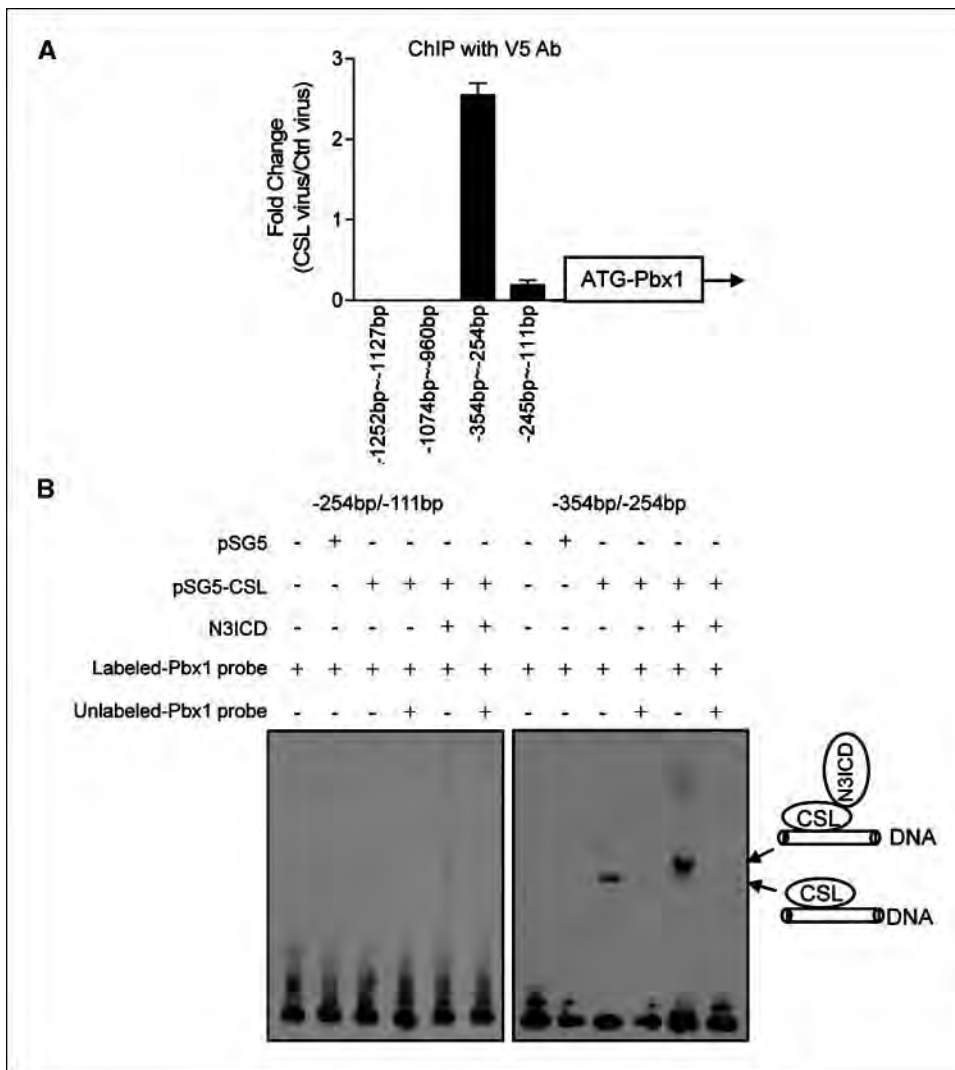 A
ChIP with V5 Ab
Fold Change
(CSL virus/Ctrl virus)
3
2
1
0
ATG-Pbx1
-1252bp~-1127bp
-1074bp~-960bp
-354bp~-254bp
-245bp~-111bp
B
-254bp/-111bp -354bp/-254bp
pSG5 - + - - - - - + - - - -
pSG5-CSL - - + + + + - - + + + +
N3ICD - - - - + + - - - - + +
Labeled-Pbx1 probe + + + + + + + + + + + +
Unlabeled-Pbx1 probe - - - + - + - - - + - +
N3ICD
CSL
DNA
CSL
DNA